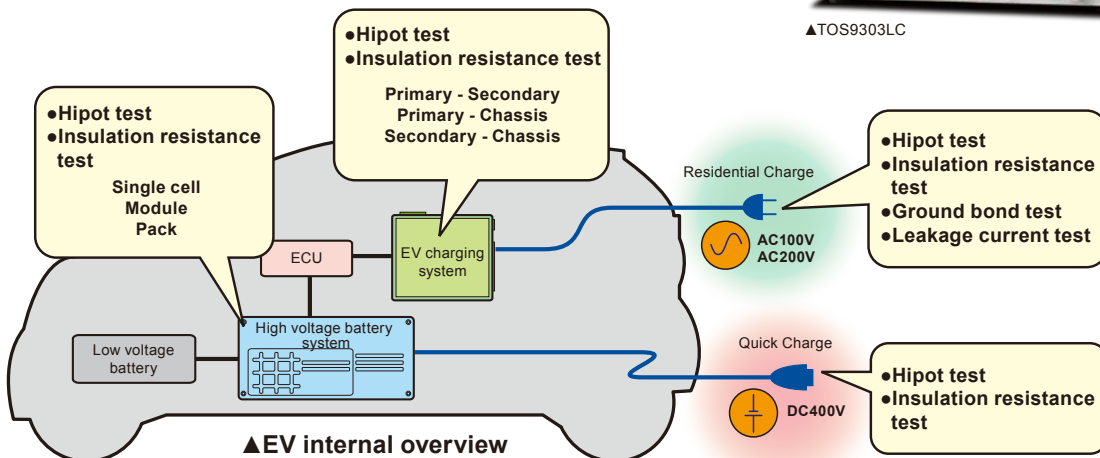 ▲TOS9303LC
●Hipot test
●Insulation resistance test
Primary - Secondary
Primary - Chassis
Secondary - Chassis
●Hipot test
●Insulation resistance
test
Single cell
Module
Pack
●Hipot test
●Insulation resistance
test
●Ground bond test
●Leakage current test
Residential Charge
AC100V
AC200V
ECU
EV charging
system
High voltage battery
system
Low voltage
battery
Quick Charge
DC400V
●Hipot test
●Insulation resistance
test
▲EV internal overview